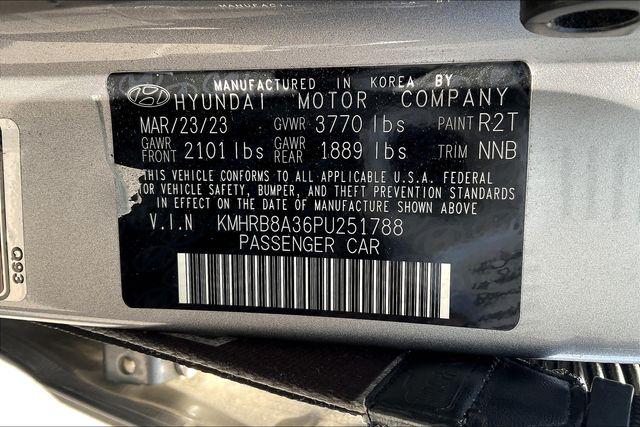 MANUFACTURED IN KOREA BY
HYUNDAI MOTOR COMPANY
MAR/23/23 GVWR 3770 lbs PAINT R2T
GAWR FRONT 2101 lbs GAWR REAR 1889 lbs TRIM NNB
THIS VEHICLE CONFORMS TO ALL APPLICABLE U.S.A. FEDERAL
TOR VEHICLE SAFETY, BUMPER, AND THEFT PREVENTION STANDARDS
IN EFFECT ON THE DATE OF MANUFACTURE SHOWN ABOVE
V.I.N KMHRB8A36PU251788
PASSENGER CAR
Q93